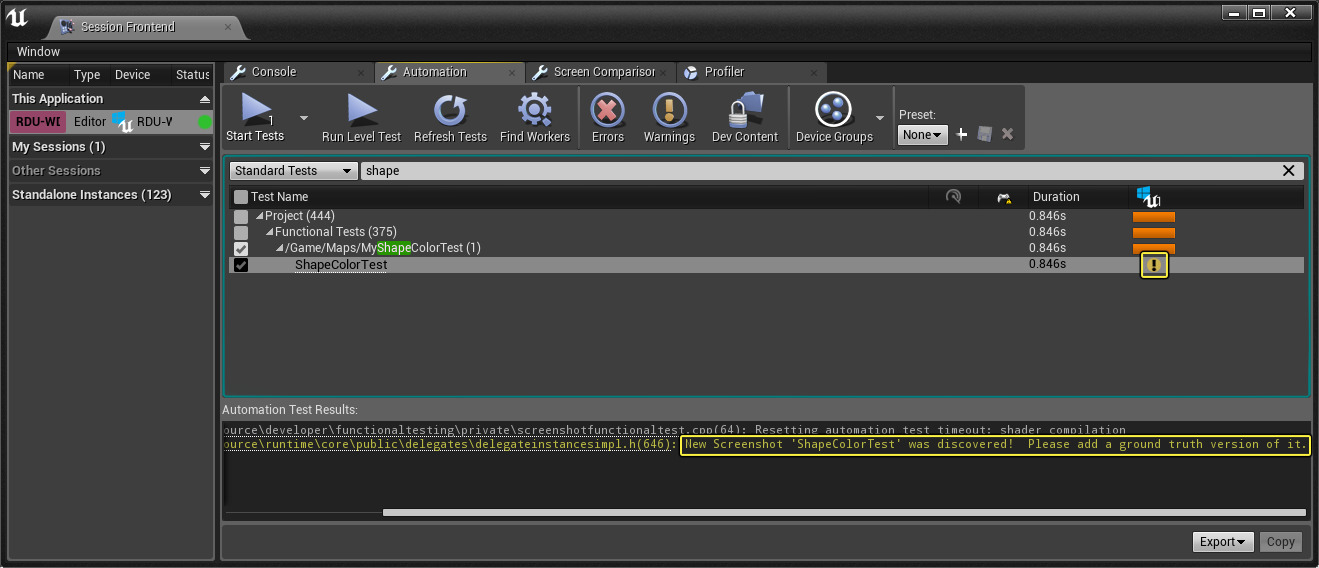 Session Frontend
Window
Name Type Device Status
This Application
RDU-WI Editor RDU-W
My Sessions (1)
Other Sessions
Standalone Instances (123)
Console
Automation
Screen Comparison
Profiler
1
Start Tests
Run Level Test
Refresh Tests
Find Workers
Errors
Warnings
Dev Content
Device Groups
Preset:
None
Standard Tests
shape
Test Name Duration
Project (444) 0.846s
Functional Tests (375) 0.846s
/Game/Maps/MyShapeColorTest (1) 0.846s
ShapeColorTest 0.846s
Automation Test Results:
ource\developer\functionaltesting\private\screenshotfunctionaltest.cpp(64): Resetting automation test timeout: shader compilation
ource\runtime\core\public\delegates\delegateinstancesimpl.h(646): New Screenshot 'ShapeColorTest' was discovered!  Please add a ground truth version of it.
Export
Copy